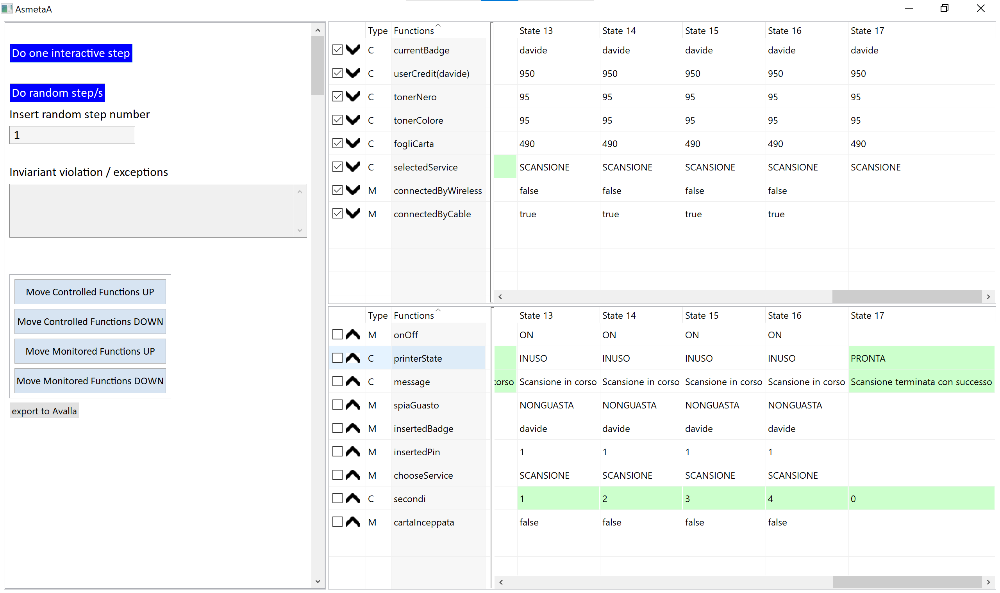 AsmetaA
Do one interactive step
Do random step/s
Insert random step number
1
Inviariant violation / exceptions
Move Controlled Functions UP
Move Controlled Functions DOWN
Move Monitored Functions UP
Move Monitored Functions DOWN
export to Avalla
Type Functions State 13 State 14 State 15 State 16 State 17
C currentBadge davide davide davide davide davide
C userCredit(davide) 950 950 950 950 950
C tonerNero 95 95 95 95 95
C tonerColore 95 95 95 95 95
C fogliCarta 490 490 490 490 490
C selectedService SCANSIONE SCANSIONE SCANSIONE SCANSIONE SCANSIONE
M connectedByWireless false false false false
M connectedByCable true true true true
Type Functions State 13 State 14 State 15 State 16 State 17
M onOff ON ON ON ON
C printerState INUSO INUSO INUSO INUSO PRONTA
C message corso Scansione in corso Scansione in corso Scansione in corso Scansione in corso Scansione terminata con successo
M spiaGuasto NONGUASTA NONGUASTA NONGUASTA NONGUASTA
M insertedBadge davide davide davide davide
M insertedPin 1 1 1 1
M chooseService SCANSIONE SCANSIONE SCANSIONE SCANSIONE
C secondi 1 2 3 4 0
M cartaInceppata false false false false